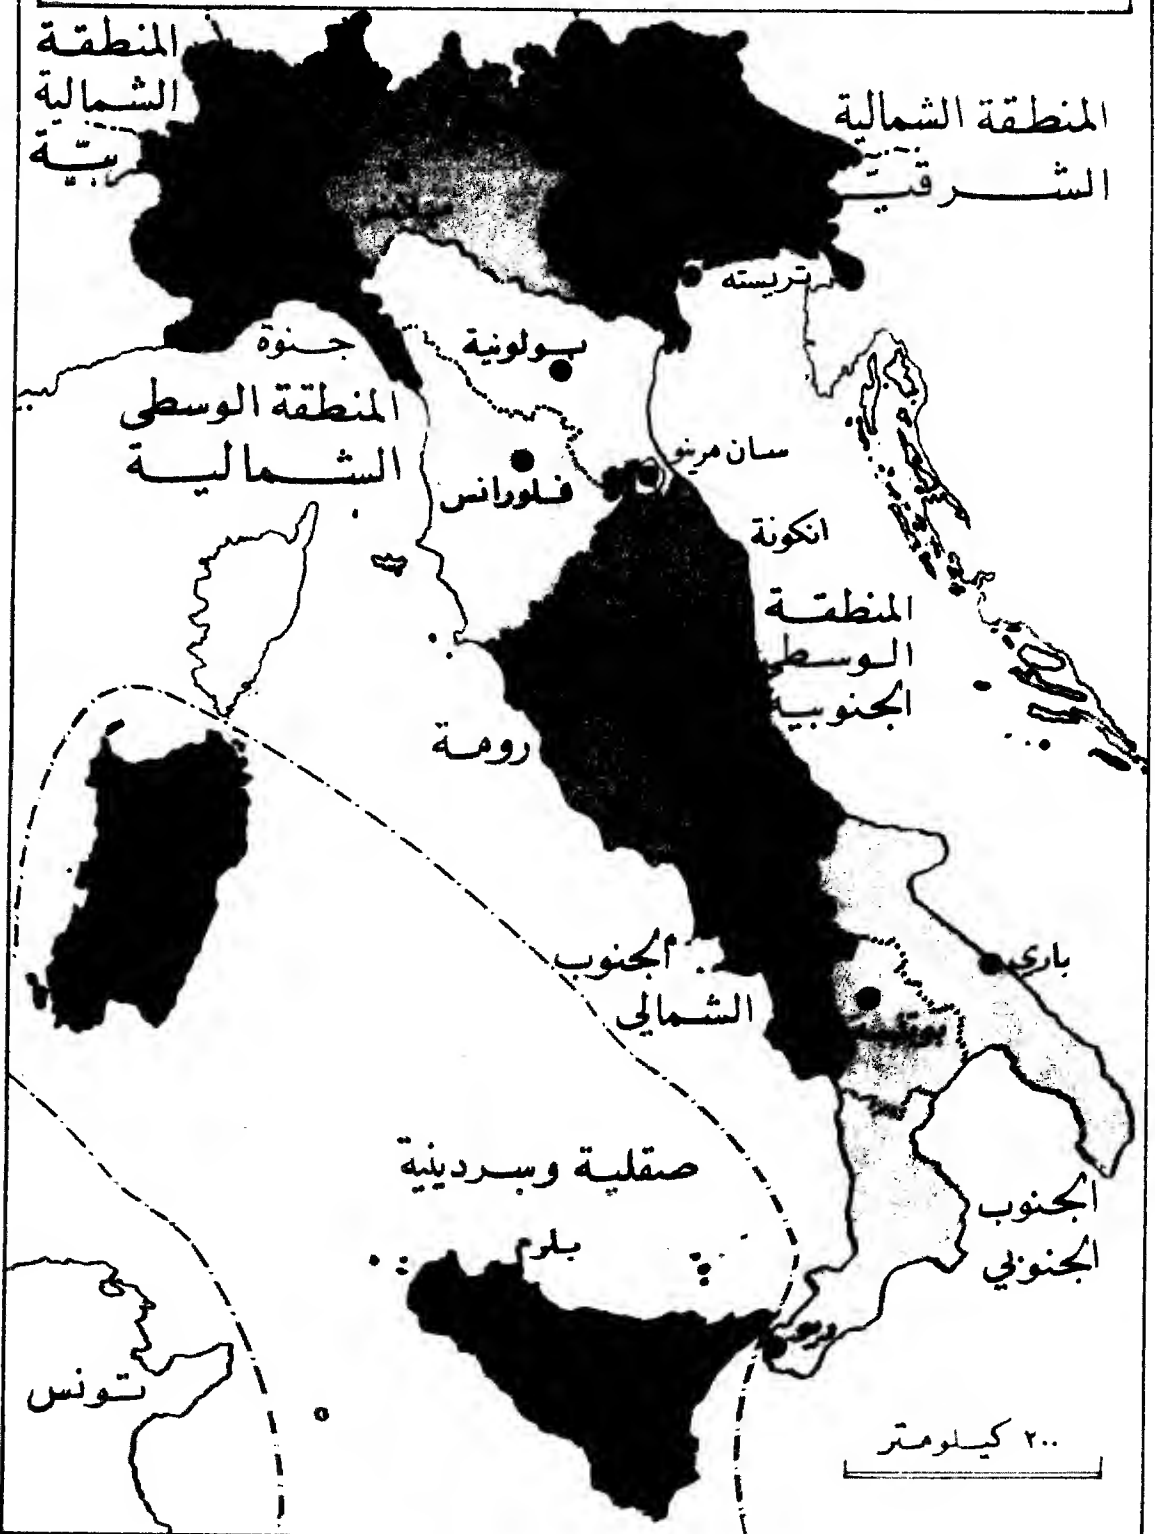 المنطقة
الشمالية
المنطقة الشمالية
الشرقيّة
تريسته
جنوة
بولونية
المنطقة الوسطى
الشمالية
فلورانس
سان مرينو
انكونة
المنطقة
الوسطى
الجنوبية
رومة
باري
الجنوب
الشمالي
صقلية وسردينية
بلرم
الجنوب
الجنوبي
تونس
٢٠٠ كيلومتر